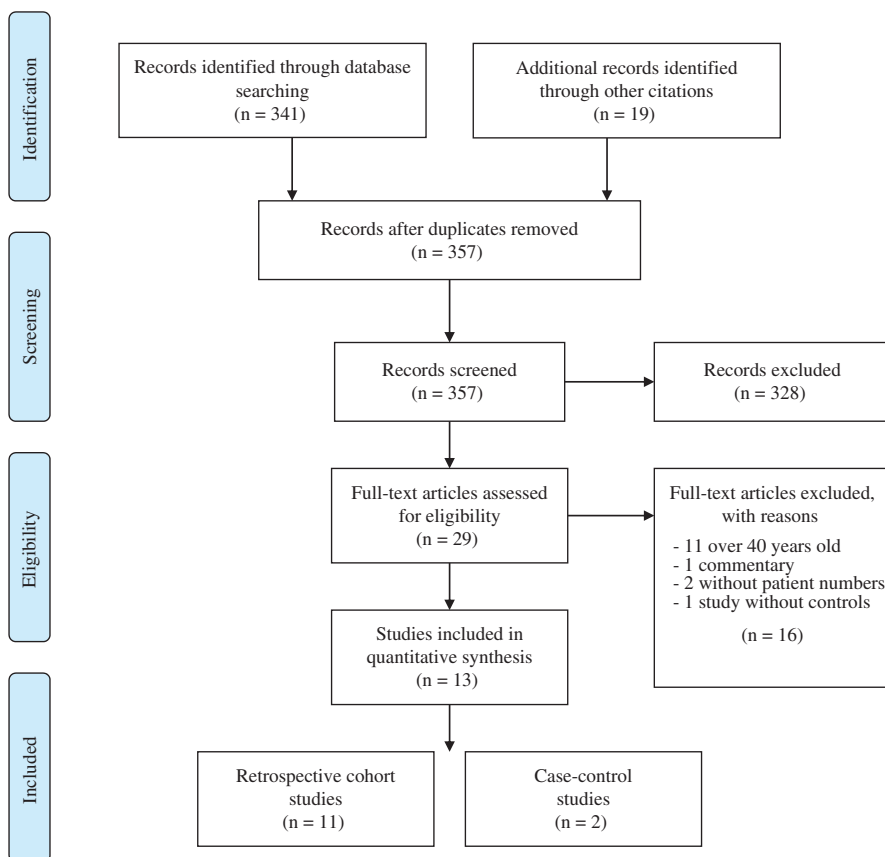 Identification
Records identified through database
searching
(n = 341)
Additional records identified
through other citations
(n = 19)
Records after duplicates removed
(n = 357)
Screening
Records screened
(n = 357)
Records excluded
(n = 328)
Eligibility
Full-text articles assessed
for eligibility
(n = 29)
Full-text articles excluded,
with reasons
- 11 over 40 years old
- 1 commentary
- 2 without patient numbers
- 1 study without controls
(n = 16)
Studies included in
quantitative synthesis
(n = 13)
Included
Retrospective cohort
studies
(n = 11)
Case-control
studies
(n = 2)